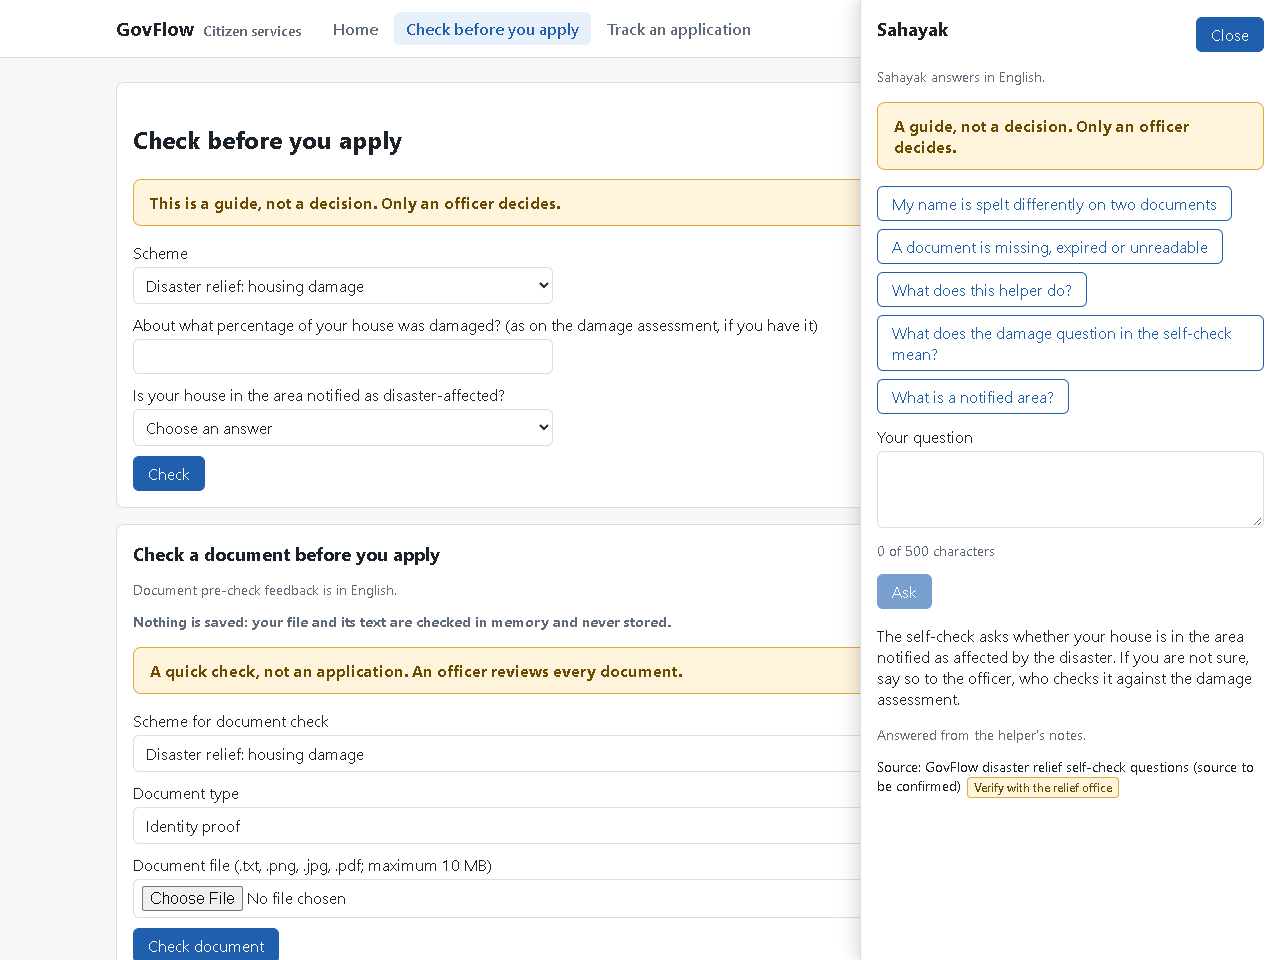 GovFlow Citizen services Home Check before you apply Track an application
Check before you apply
This is a guide, not a decision. Only an officer decides.
Scheme
Disaster relief: housing damage
About what percentage of your house was damaged? (as on the damage assessment, if you have it)
Is your house in the area notified as disaster-affected?
Choose an answer
Check
Check a document before you apply
Document pre-check feedback is in English.
Nothing is saved: your file and its text are checked in memory and never stored.
A quick check, not an application. An officer reviews every document.
Scheme for document check
Disaster relief: housing damage
Document type
Identity proof
Document file (.txt, .png, .jpg, .pdf; maximum 10 MB)
Choose File No file chosen
Check document
Sahayak
Close
Sahayak answers in English.
A guide, not a decision. Only an officer
decides.
My name is spelt differently on two documents
A document is missing, expired or unreadable
What does this helper do?
What does the damage question in the self-check
mean?
What is a notified area?
Your question
0 of 500 characters
Ask
The self-check asks whether your house is in the area
notified as affected by the disaster. If you are not sure,
say so to the officer, who checks it against the damage
assessment.
Answered from the helper's notes.
Source: GovFlow disaster relief self-check questions (source to
be confirmed) Verify with the relief office